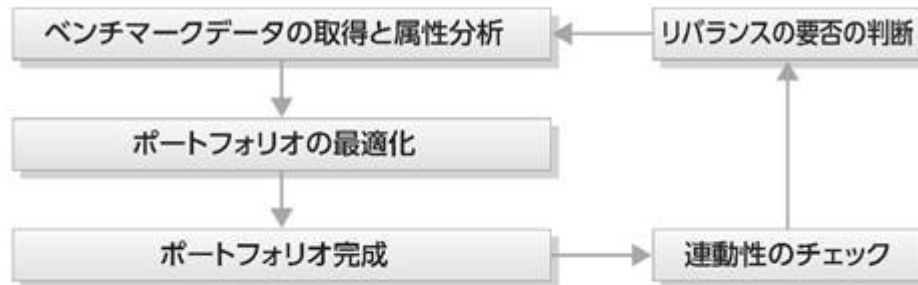 ベンチマークデータの取得と属性分析
リバランスの要否の判断
ポートフォリオの最適化
ポートフォリオ完成
連動性のチェック